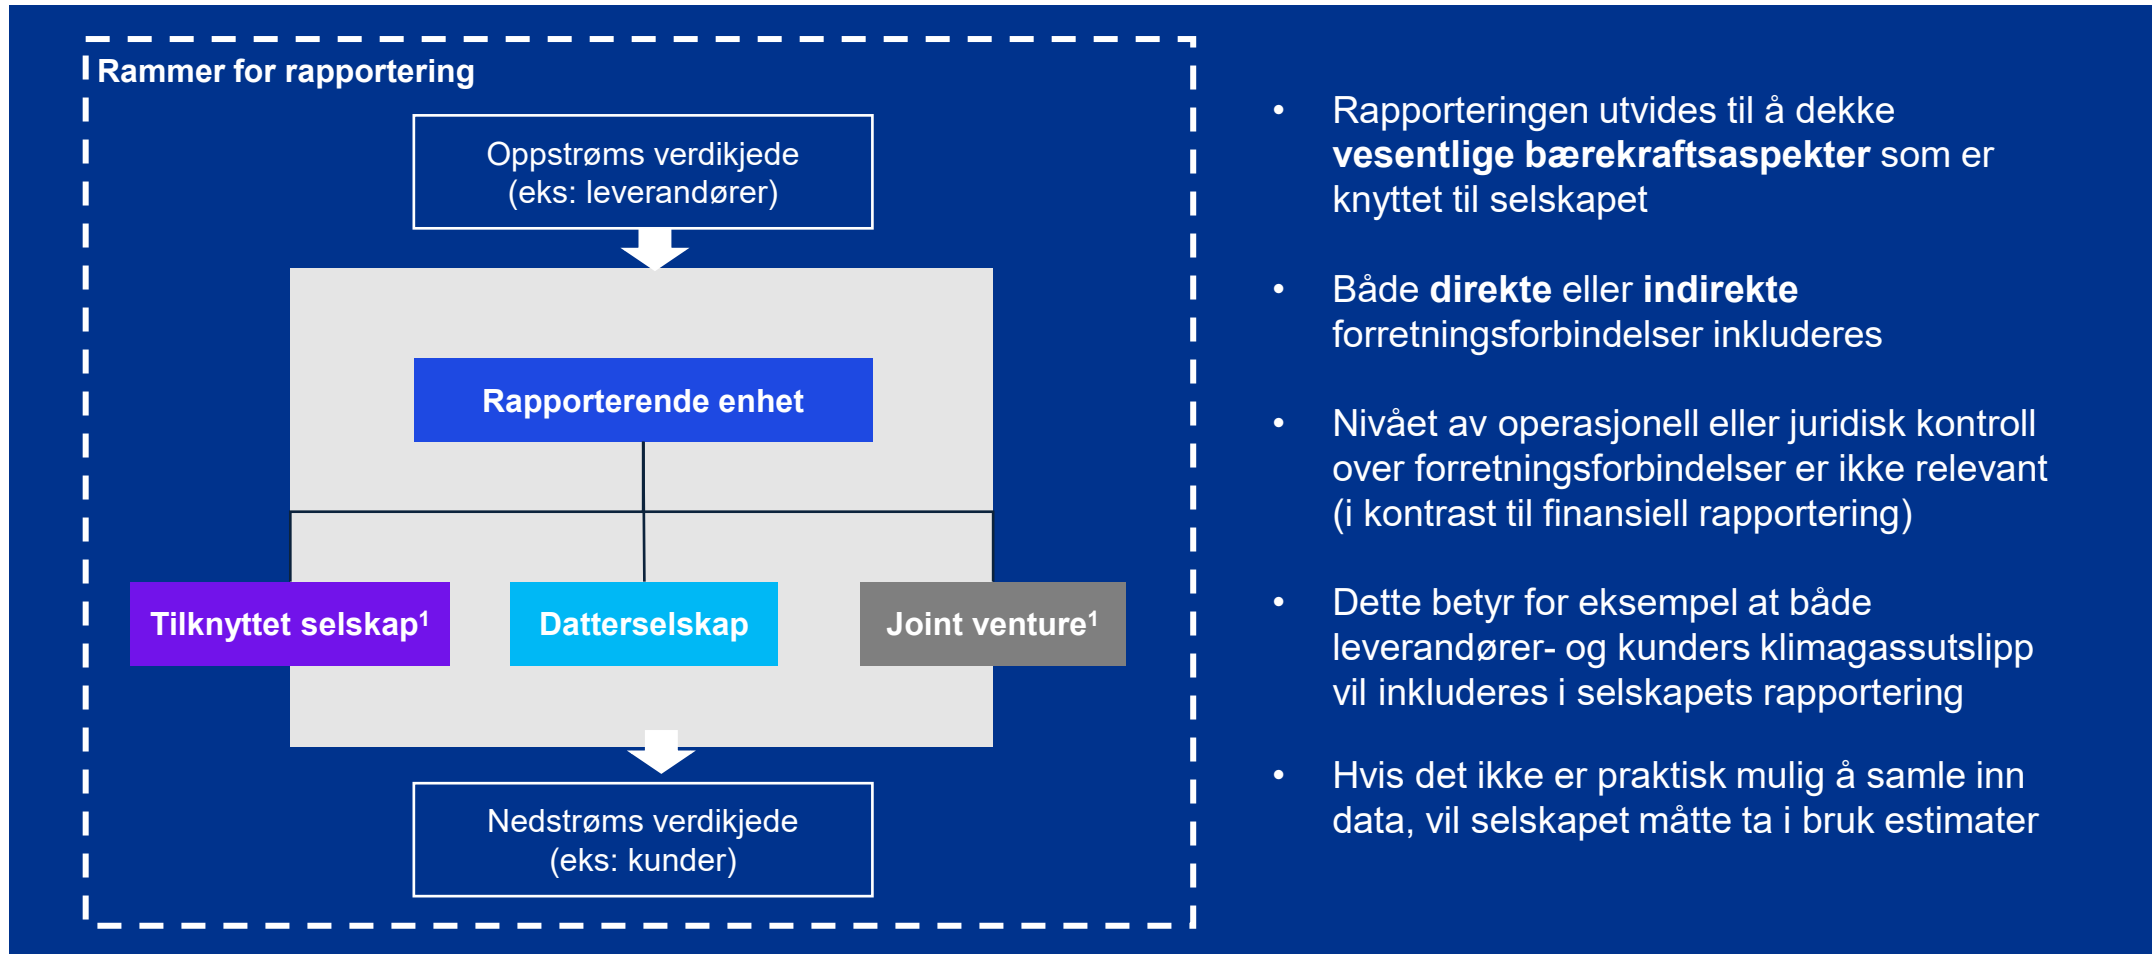 Rammer for rapportering
Oppstrøms verdikjede
(eks: leverandører)
Rapporterende enhet
Tilknyttet selskap¹
Datterselskap
Joint venture¹
Nedstrøms verdikjede
(eks: kunder)
• Rapporteringen utvides til å dekke
vesentlige bærekraftsaspekter som er
knyttet til selskapet
• Både direkte eller indirekte
forretningsforbindelser inkluderes
• Nivået av operasjonell eller juridisk kontroll
over forretningsforbindelser er ikke relevant
(i kontrast til finansiell rapportering)
• Dette betyr for eksempel at både
leverandører- og kunders klimagassutslipp
vil inkluderes i selskapets rapportering
• Hvis det ikke er praktisk mulig å samle inn
data, vil selskapet måtte ta i bruk estimater